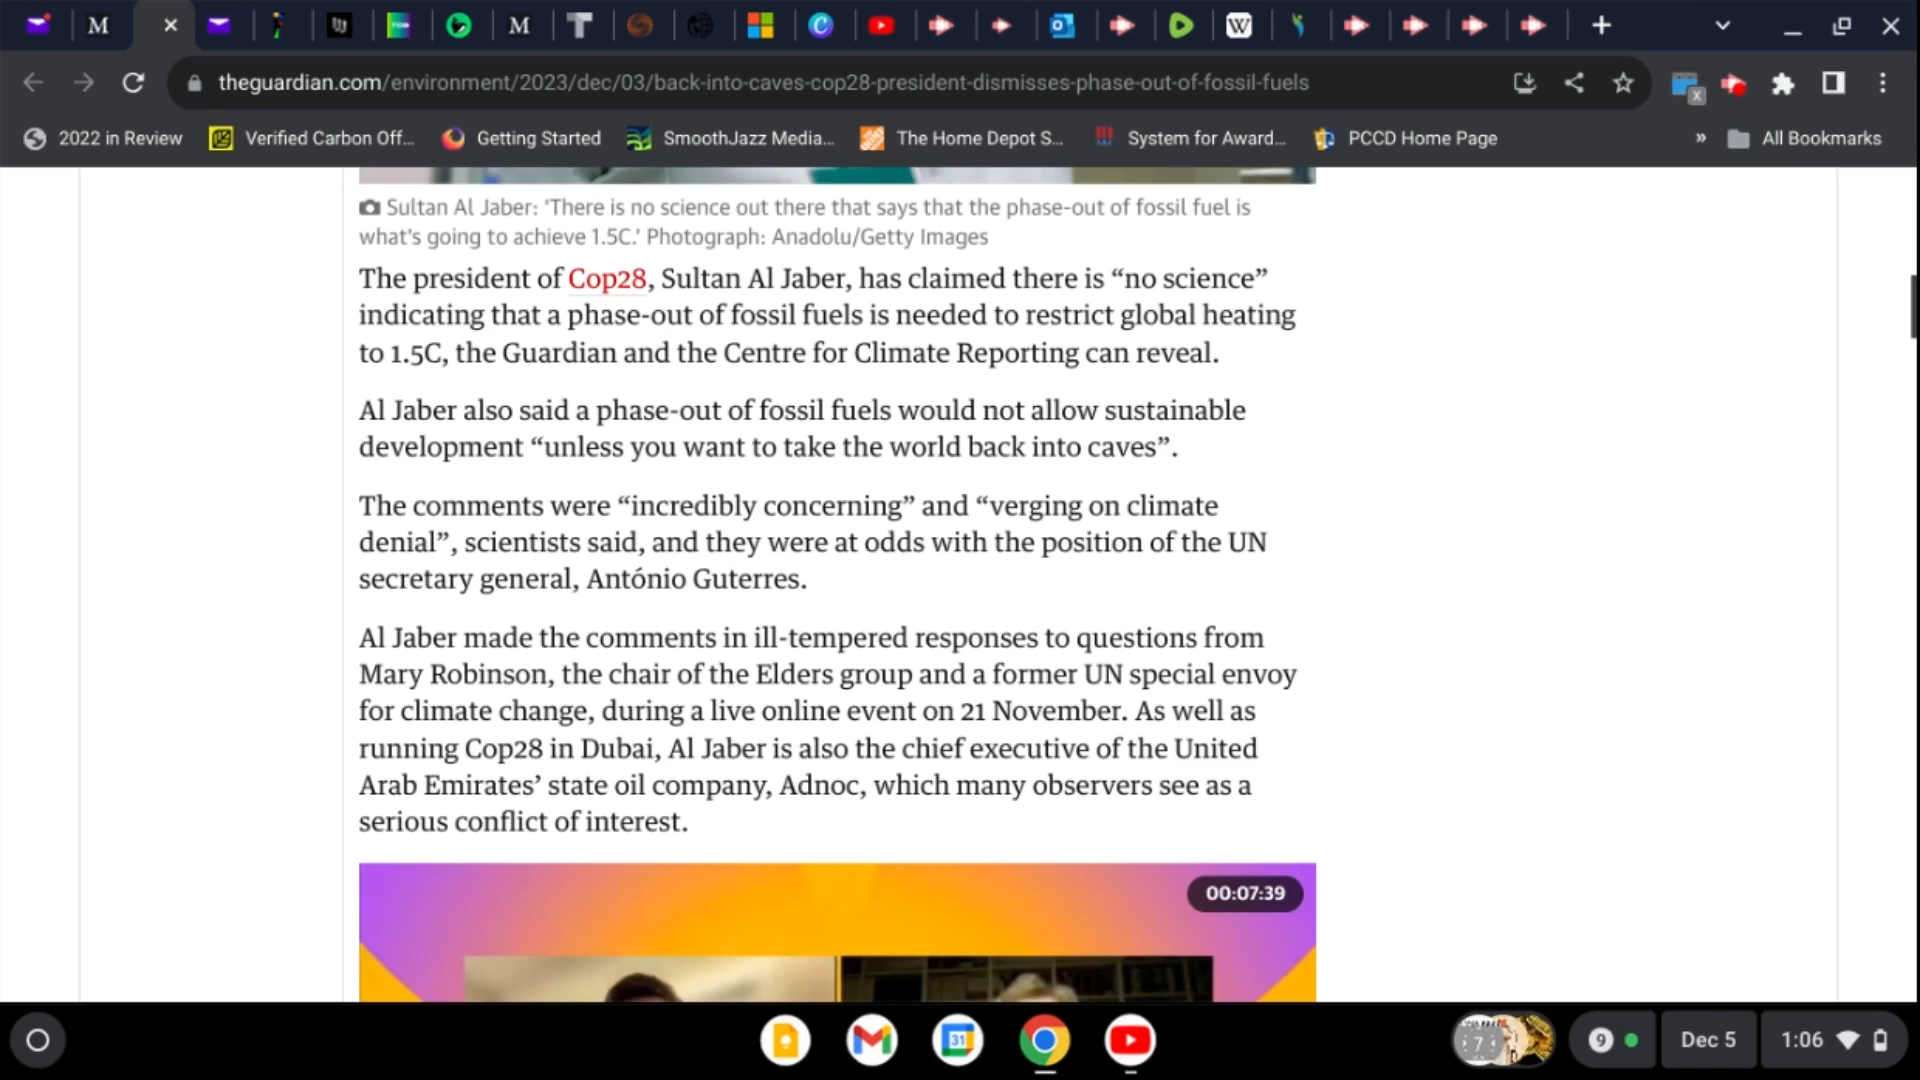 M
M
T
W
theguardian.com/environment/2023/dec/03/back-into-caves-cop28-president-dismisses-phase-out-of-fossil-fuels
2022 in Review Verified Carbon Off... Getting Started SmoothJazz Media... The Home Depot S... System for Award... PCCD Home Page » All Bookmarks
Sultan Al Jaber: ‘There is no science out there that says that the phase-out of fossil fuel is
what’s going to achieve 1.5C.’ Photograph: Anadolu/Getty Images
The president of Cop28, Sultan Al Jaber, has claimed there is “no science”
indicating that a phase-out of fossil fuels is needed to restrict global heating
to 1.5C, the Guardian and the Centre for Climate Reporting can reveal.
Al Jaber also said a phase-out of fossil fuels would not allow sustainable
development “unless you want to take the world back into caves”.
The comments were “incredibly concerning” and “verging on climate
denial”, scientists said, and they were at odds with the position of the UN
secretary general, António Guterres.
Al Jaber made the comments in ill-tempered responses to questions from
Mary Robinson, the chair of the Elders group and a former UN special envoy
for climate change, during a live online event on 21 November. As well as
running Cop28 in Dubai, Al Jaber is also the chief executive of the United
Arab Emirates’ state oil company, Adnoc, which many observers see as a
serious conflict of interest.
00:07:39
31
7
9
Dec 5
1:06